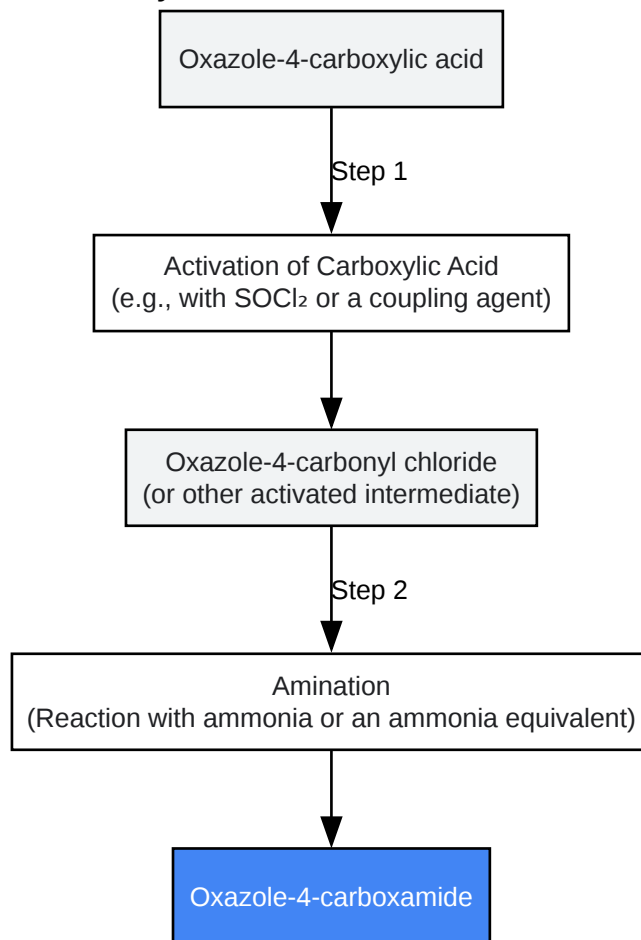 Oxazole-4-carboxylic acid
Step 1
Activation of Carboxylic Acid
(e.g., with SOCl₂ or a coupling agent)
Oxazole-4-carbonyl chloride
(or other activated intermediate)
Step 2
Amination
(Reaction with ammonia or an ammonia equivalent)
Oxazole-4-carboxamide